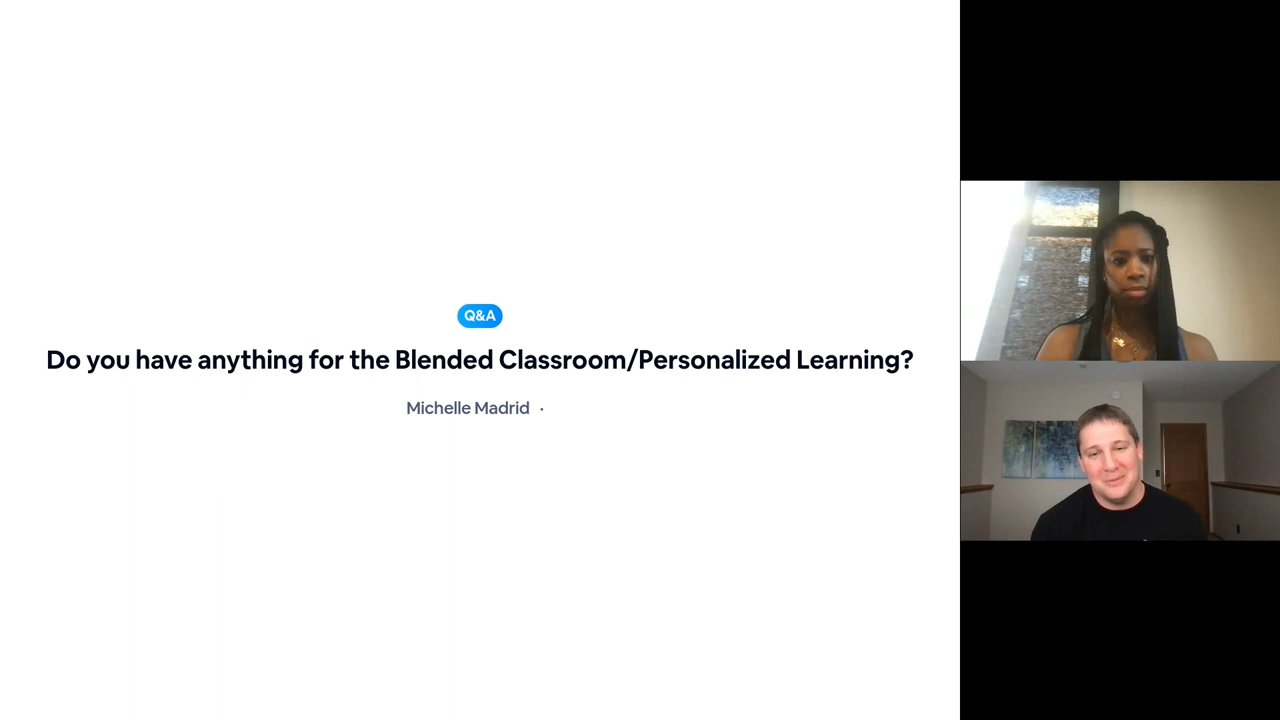 Q&A
Do you have anything for the Blended Classroom/Personalized Learning?
Michelle Madrid ·